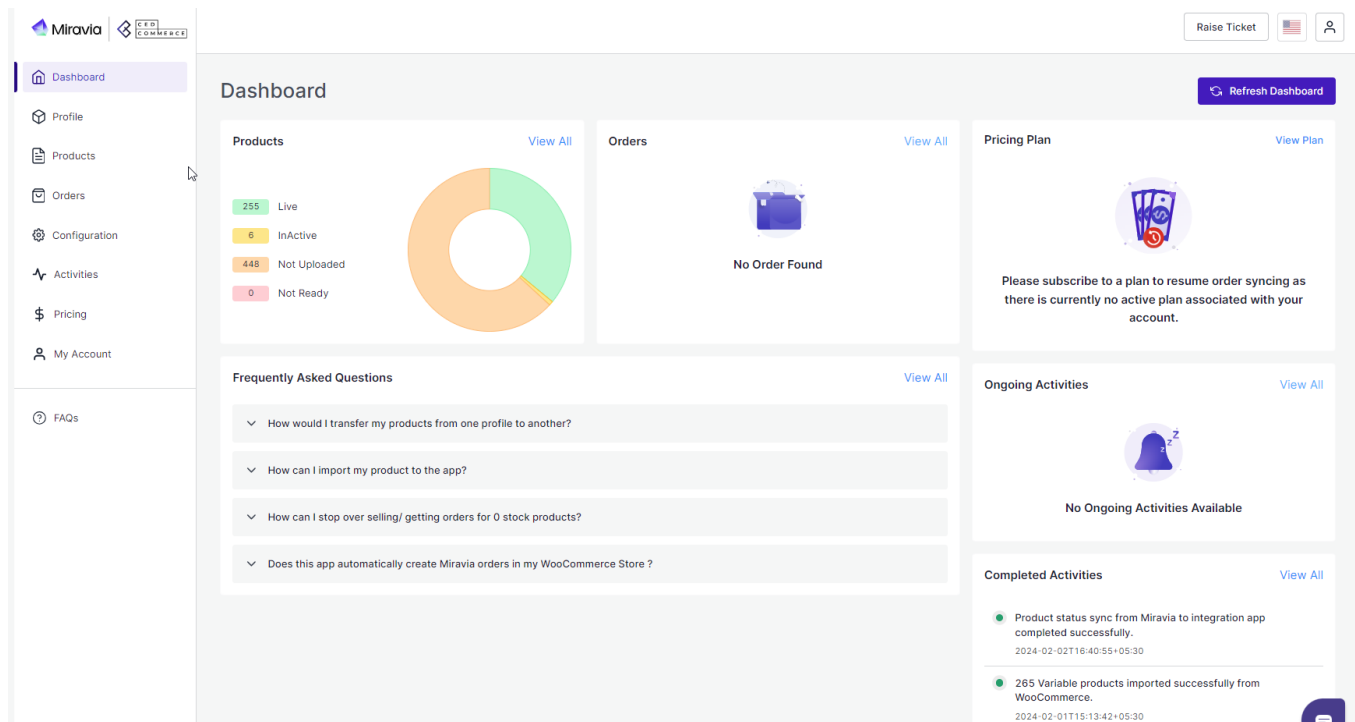 Miravia
CED
COMMERCE
Raise Ticket
Dashboard
Profile
Products
Orders
Configuration
Activities
Pricing
My Account
FAQs
Dashboard
Refresh Dashboard
Products
View All
255 Live
6 InActive
448 Not Uploaded
0 Not Ready
Orders
View All
No Order Found
Pricing Plan
View Plan
Please subscribe to a plan to resume order syncing as
there is currently no active plan associated with your
account.
Frequently Asked Questions
View All
How would I transfer my products from one profile to another?
How can I import my product to the app?
How can I stop over selling/ getting orders for 0 stock products?
Does this app automatically create Miravia orders in my WooCommerce Store ?
Ongoing Activities
View All
z z Z
No Ongoing Activities Available
Completed Activities
View All
Product status sync from Miravia to integration app
completed successfully.
2024-02-02T16:40:55+05:30
265 Variable products imported successfully from
WooCommerce.
2024-02-01T15:13:42+05:30